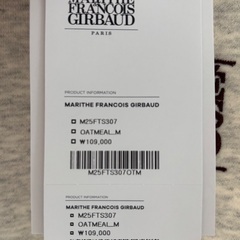 MARITHE
FRANCOIS
GIRBAUD
PARIS
PRODUCT INFORMATION
MARITHE FRANCOIS GIRBAUD
M25FTS307
OATMEAL_M
₩109,000
M25FTS307OTM
PRODUCT INFORMATION
MARITHE FRANCOIS GIRBAUD
M25FTS307
OATMEAL_M
₩109,000